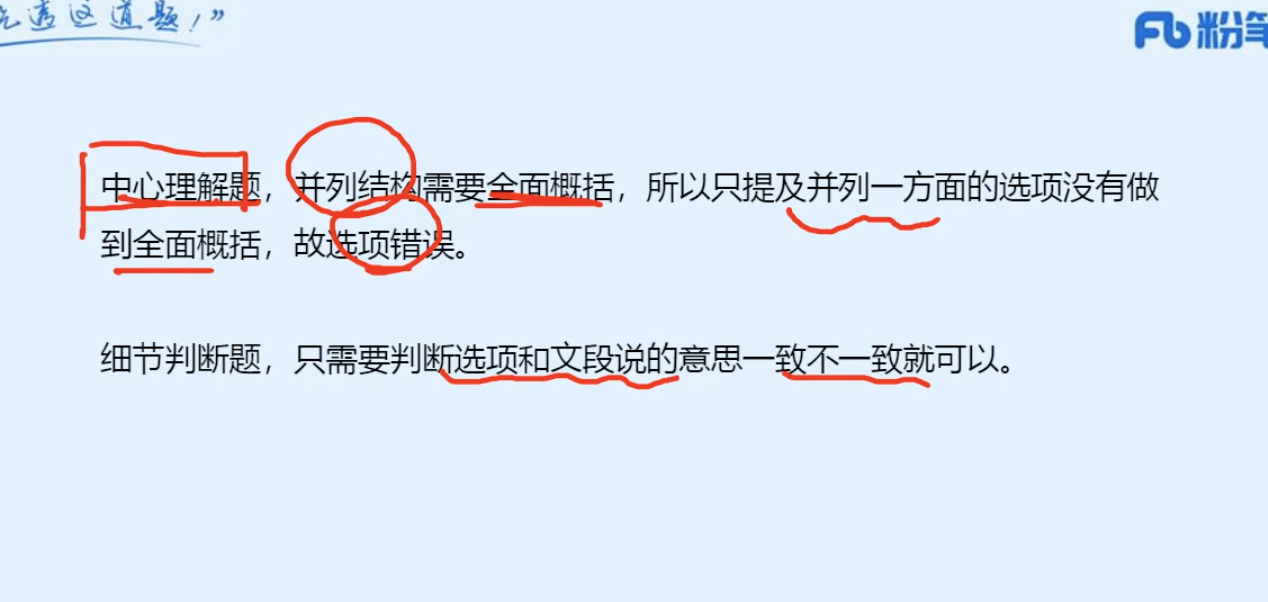 透这道题！”
粉笔
中心理解题，并列结构需要全面概括，所以只提及并列一方面的选项没有做
到全面概括，故选项错误。
细节判断题，只需要判断选项和文段说的意思一致不一致就可以。